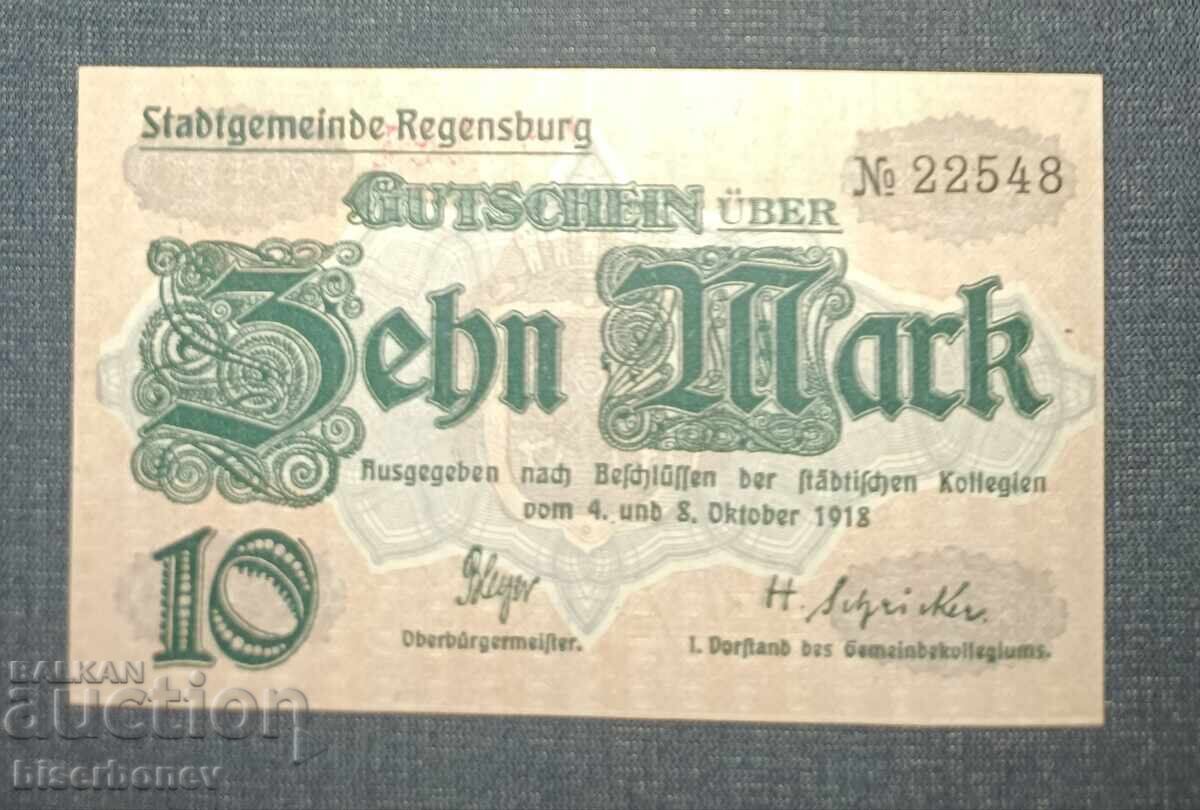 Stadtgemeinde Regensburg
№ 22548
GUTSCHEIN ÜBER
Zehn Mark
Ausgegeben nach Beschlüssen der städtischen Kollegien
vom 4. und 8. Oktober 1918
10
H. Schricker.
Oberbürgermeister.
I. Vorstand des Gemeindekollegiums.
BALKAN
auction
biserbonev